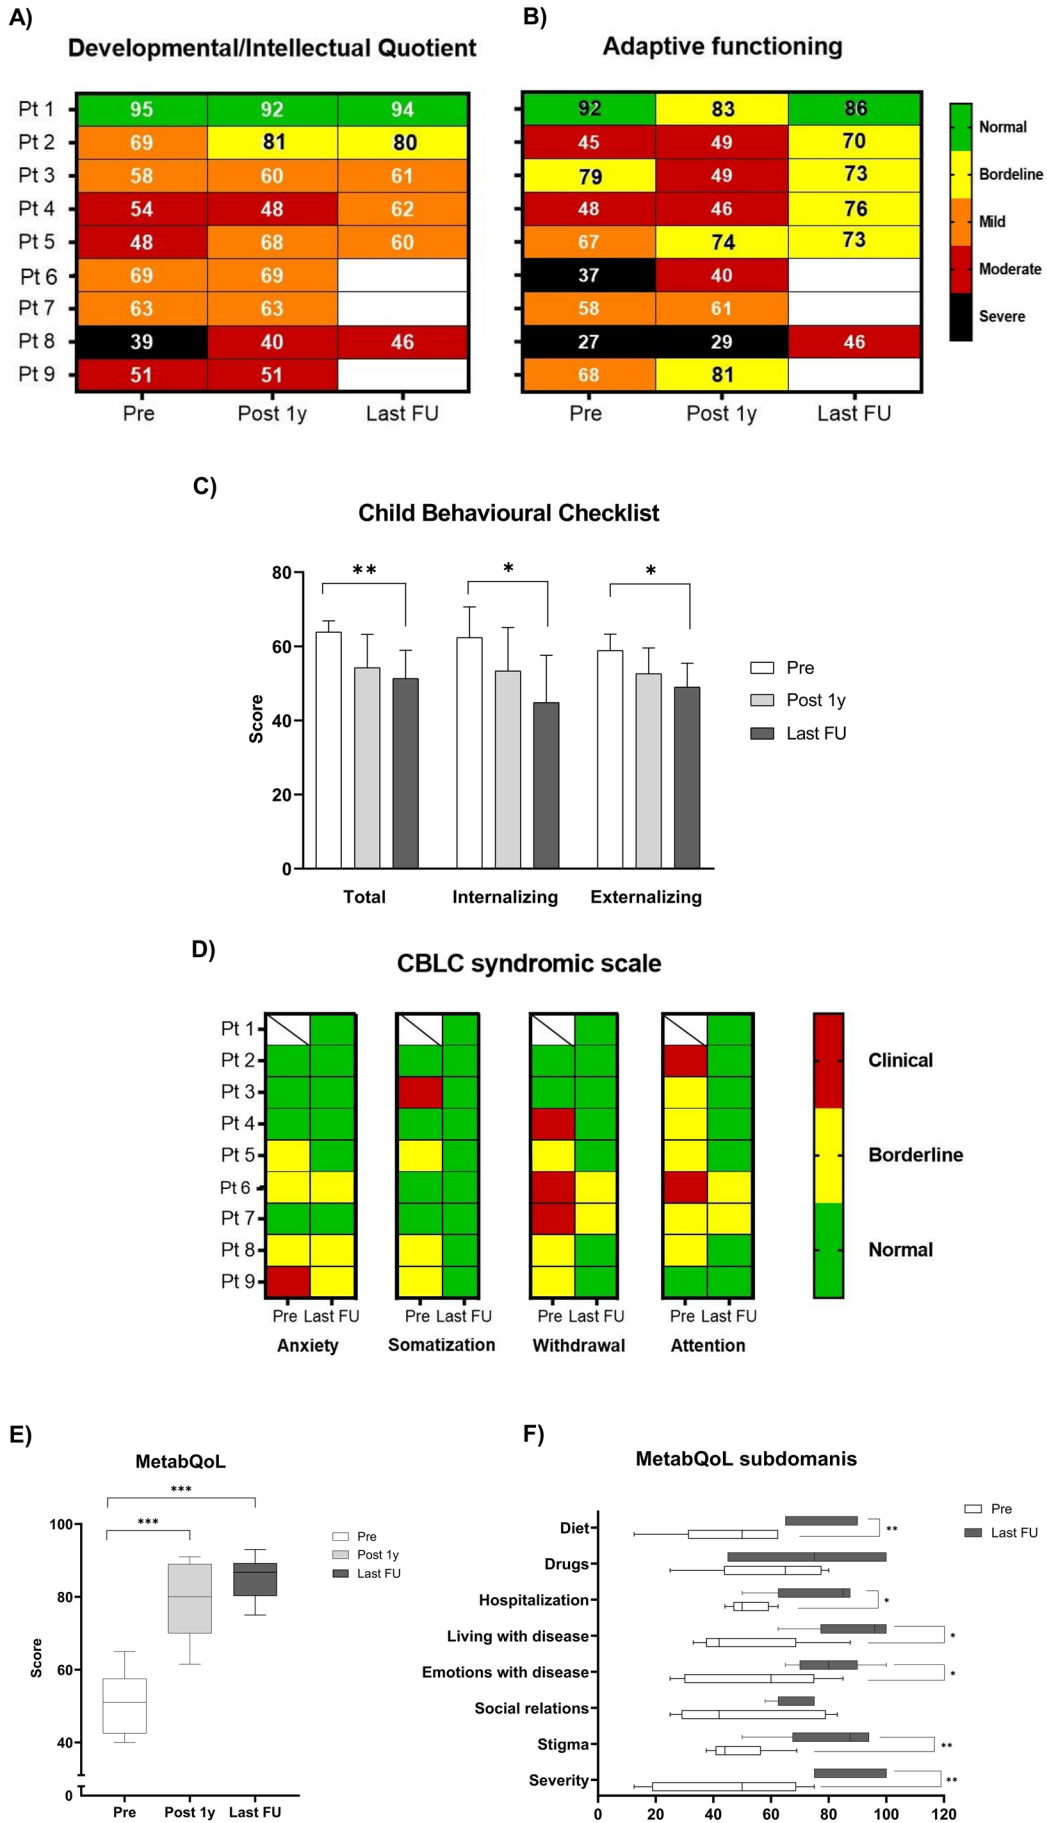 A)
Developmental/Intellectual Quotient
Pt 1 95 92 94
Pt 2 69 81 80
Pt 3 58 60 61
Pt 4 54 48 62
Pt 5 48 68 60
Pt 6 69 69
Pt 7 63 63
Pt 8 39 40 46
Pt 9 51 51
Pre Post 1y Last FU
B)
Adaptive functioning
92 83 86
45 49 70
79 49 73
48 46 76
67 74 73
37 40
58 61
27 29 46
68 81
Pre Post 1y Last FU
Normal
Bordeline
Mild
Moderate
Severe
C)
Child Behavioural Checklist
Score
80
60
40
20
0
** * *
Total Internalizing Externalizing
Pre
Post 1y
Last FU
D)
CBLC syndromic scale
Pt 1
Pt 2
Pt 3
Pt 4
Pt 5
Pt 6
Pt 7
Pt 8
Pt 9
Pre Last FU Pre Last FU Pre Last FU Pre Last FU
Anxiety Somatization Withdrawal Attention
Clinical
Borderline
Normal
E)
MetabQoL
***
***
Score
100
80
60
40
0
Pre Post 1y Last FU
Pre
Post 1y
Last FU
F)
MetabQoL subdomanis
Pre
Last FU
Diet **
Drugs
Hospitalization *
Living with disease *
Emotions with disease *
Social relations
Stigma **
Severity **
0 20 40 60 80 100 120